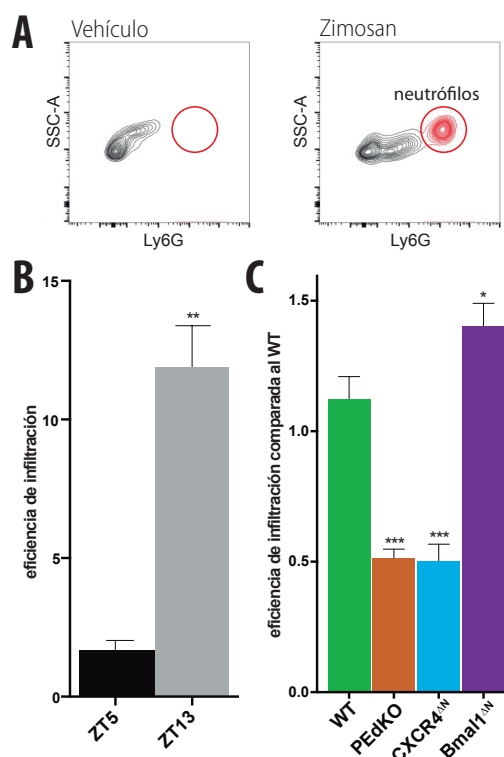 A
Vehículo
Zimosan
SSC-A
Ly6G
SSC-A
neutrófilos
Ly6G
B
eficiencia de infiltración
15
10
5
0
**
ZT5
ZT13
C
eficiencia de infiltración comparada al WT
1.5
1.0
0.5
0.0
***
***
*
WT
PEdKO
CXCR4ΔN
Bmal1ΔN